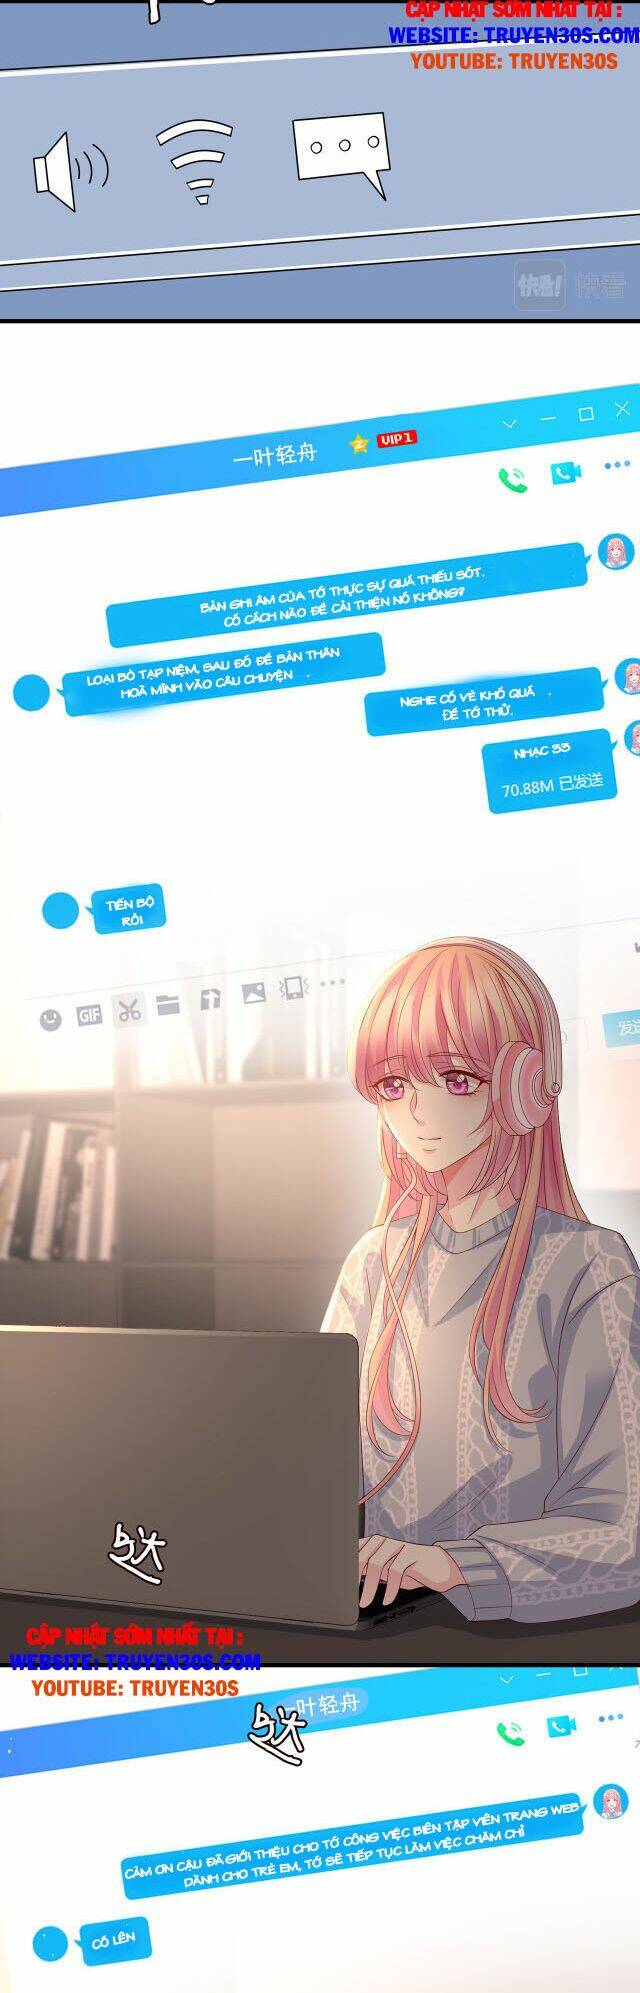 CẬP NHẬT SỚM NHẤT TẠI :
WEBSITE: TRUYEN30S.COM
YOUTUBE: TRUYEN30S
快看! 快看
一叶轻舟 VIP1
BẢN GHI ÂM CỦA TỚ THỰC SỰ QUÁ THIẾU SÓT.
CÓ CÁCH NÀO ĐỂ CẢI THIỆN NÓ KHÔNG?
LOẠI BỎ TẠP NIỆM, SAU ĐÓ ĐỂ BẢN THÂN
HOÀ MÌNH VÀO CÂU CHUYỆN .
NGHE CÓ VẺ KHÓ QUÁ .
ĐỂ TỚ THỬ.
NHẠC 33
70.88M 已发送
TIẾN BỘ
RỒI
GIF
发送
哒
CẬP NHẬT SỚM NHẤT TẠI :
WEBSITE: TRUYEN30S.COM
YOUTUBE: TRUYEN30S
一叶轻舟
哒
CẢM ƠN CẬU ĐÃ GIỚI THIỆU CHO TỚ CÔNG VIỆC BIÊN TẬP VIÊN TRANG WEB
DÀNH CHO TRẺ EM, TỚ SẼ TIẾP TỤC LÀM VIỆC CHĂM CHỈ
CỐ LÊN